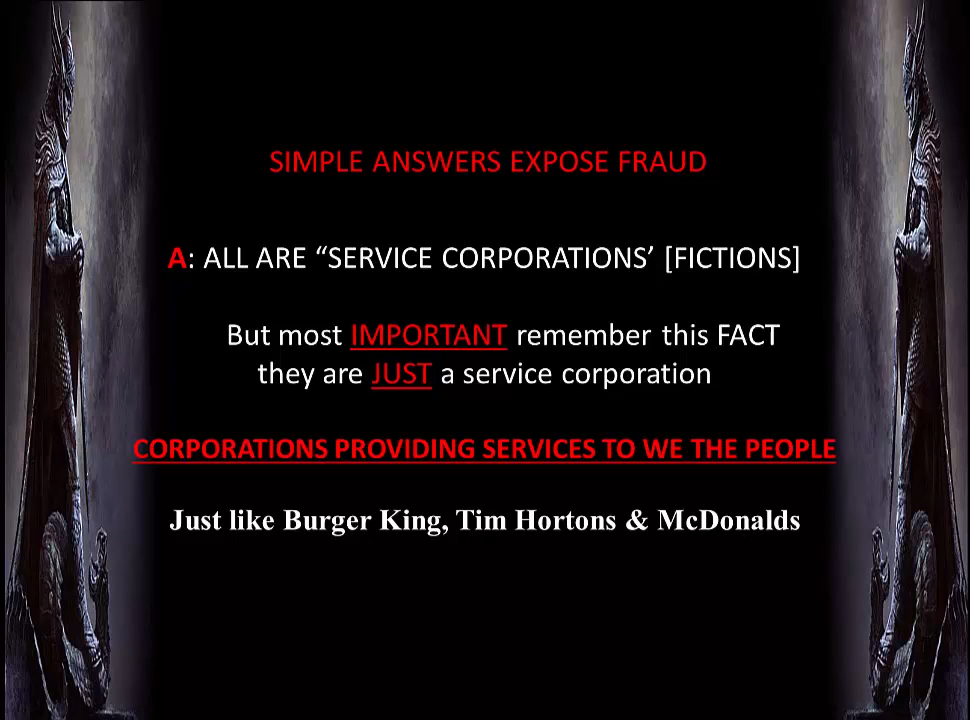 SIMPLE ANSWERS EXPOSE FRAUD
A: ALL ARE “SERVICE CORPORATIONS’ [FICTIONS]
But most IMPORTANT remember this FACT
they are JUST a service corporation
CORPORATIONS PROVIDING SERVICES TO WE THE PEOPLE
Just like Burger King, Tim Hortons & McDonalds